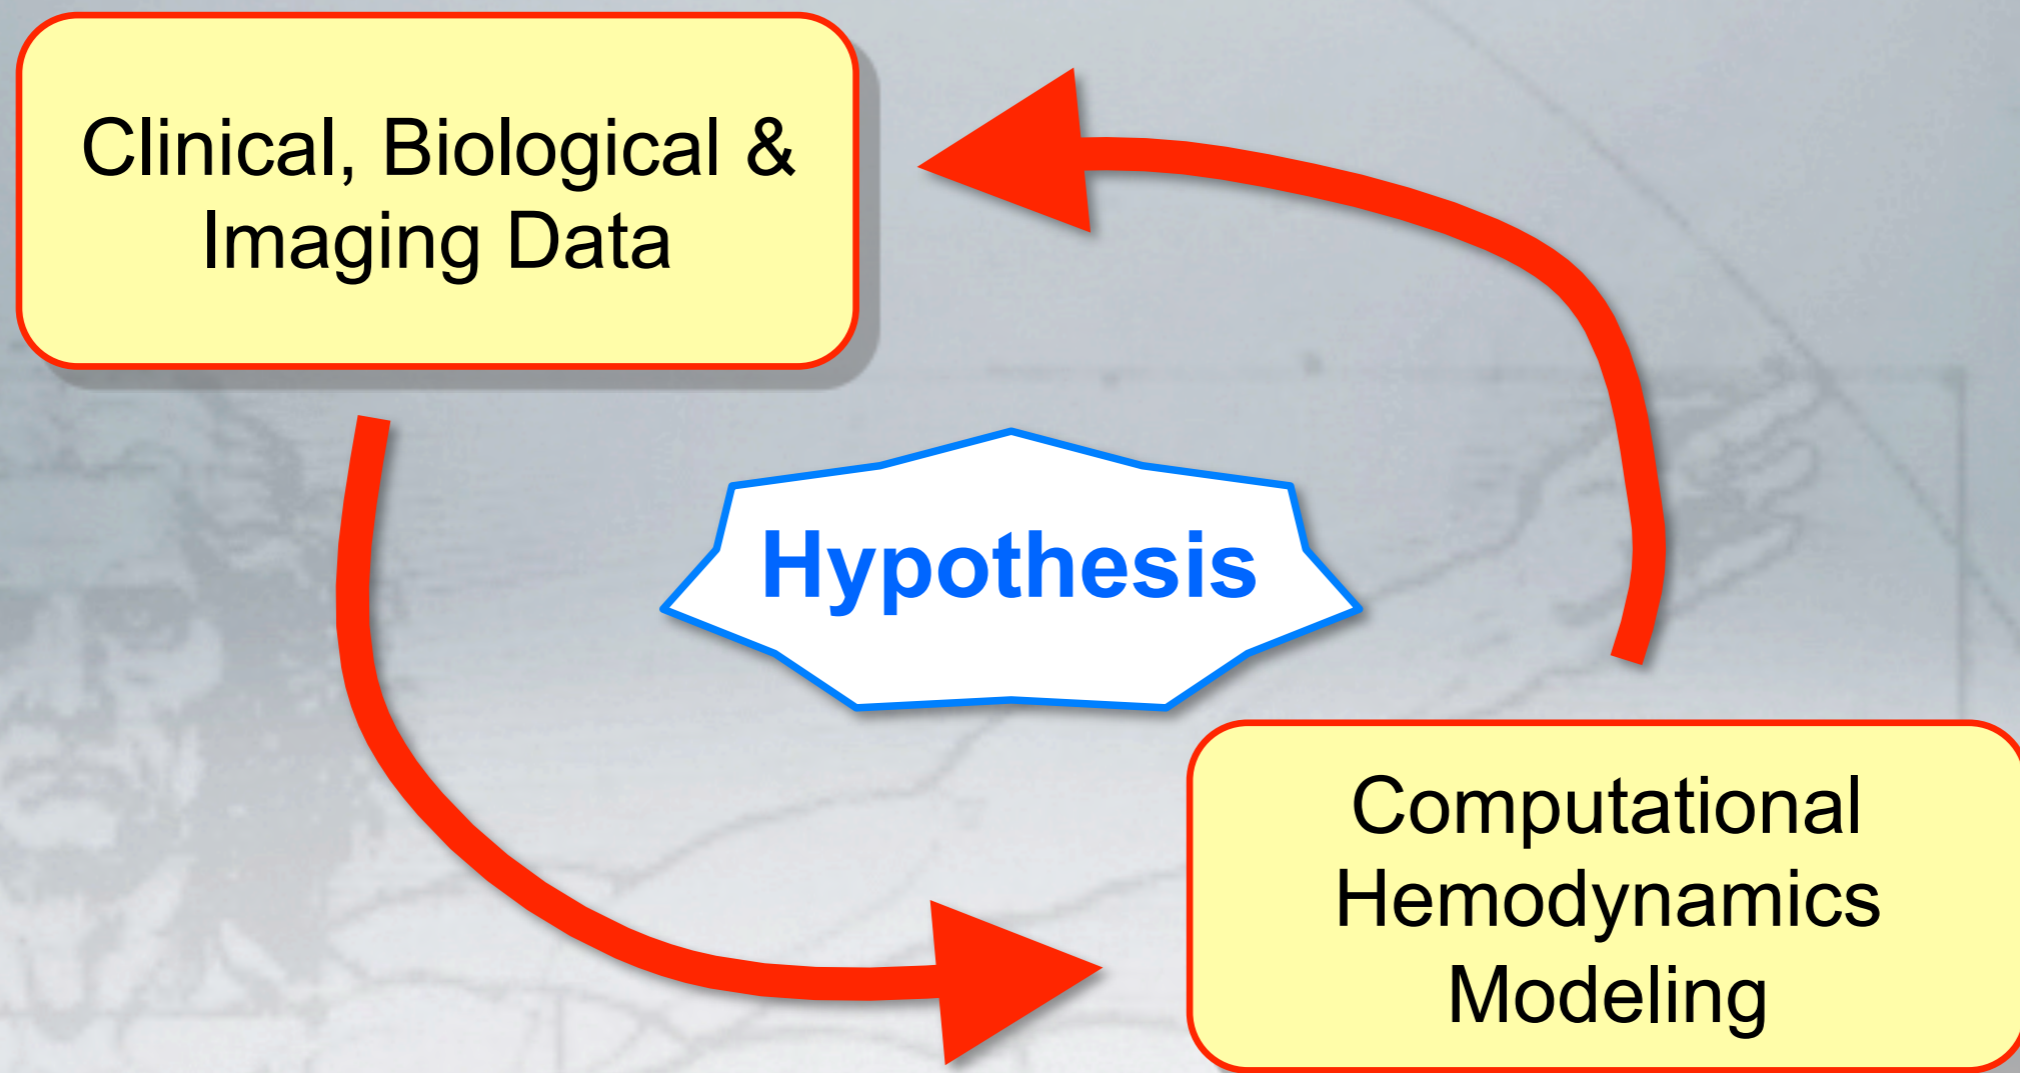 Clinical, Biological &
Imaging Data
Hypothesis
Computational
Hemodynamics
Modeling